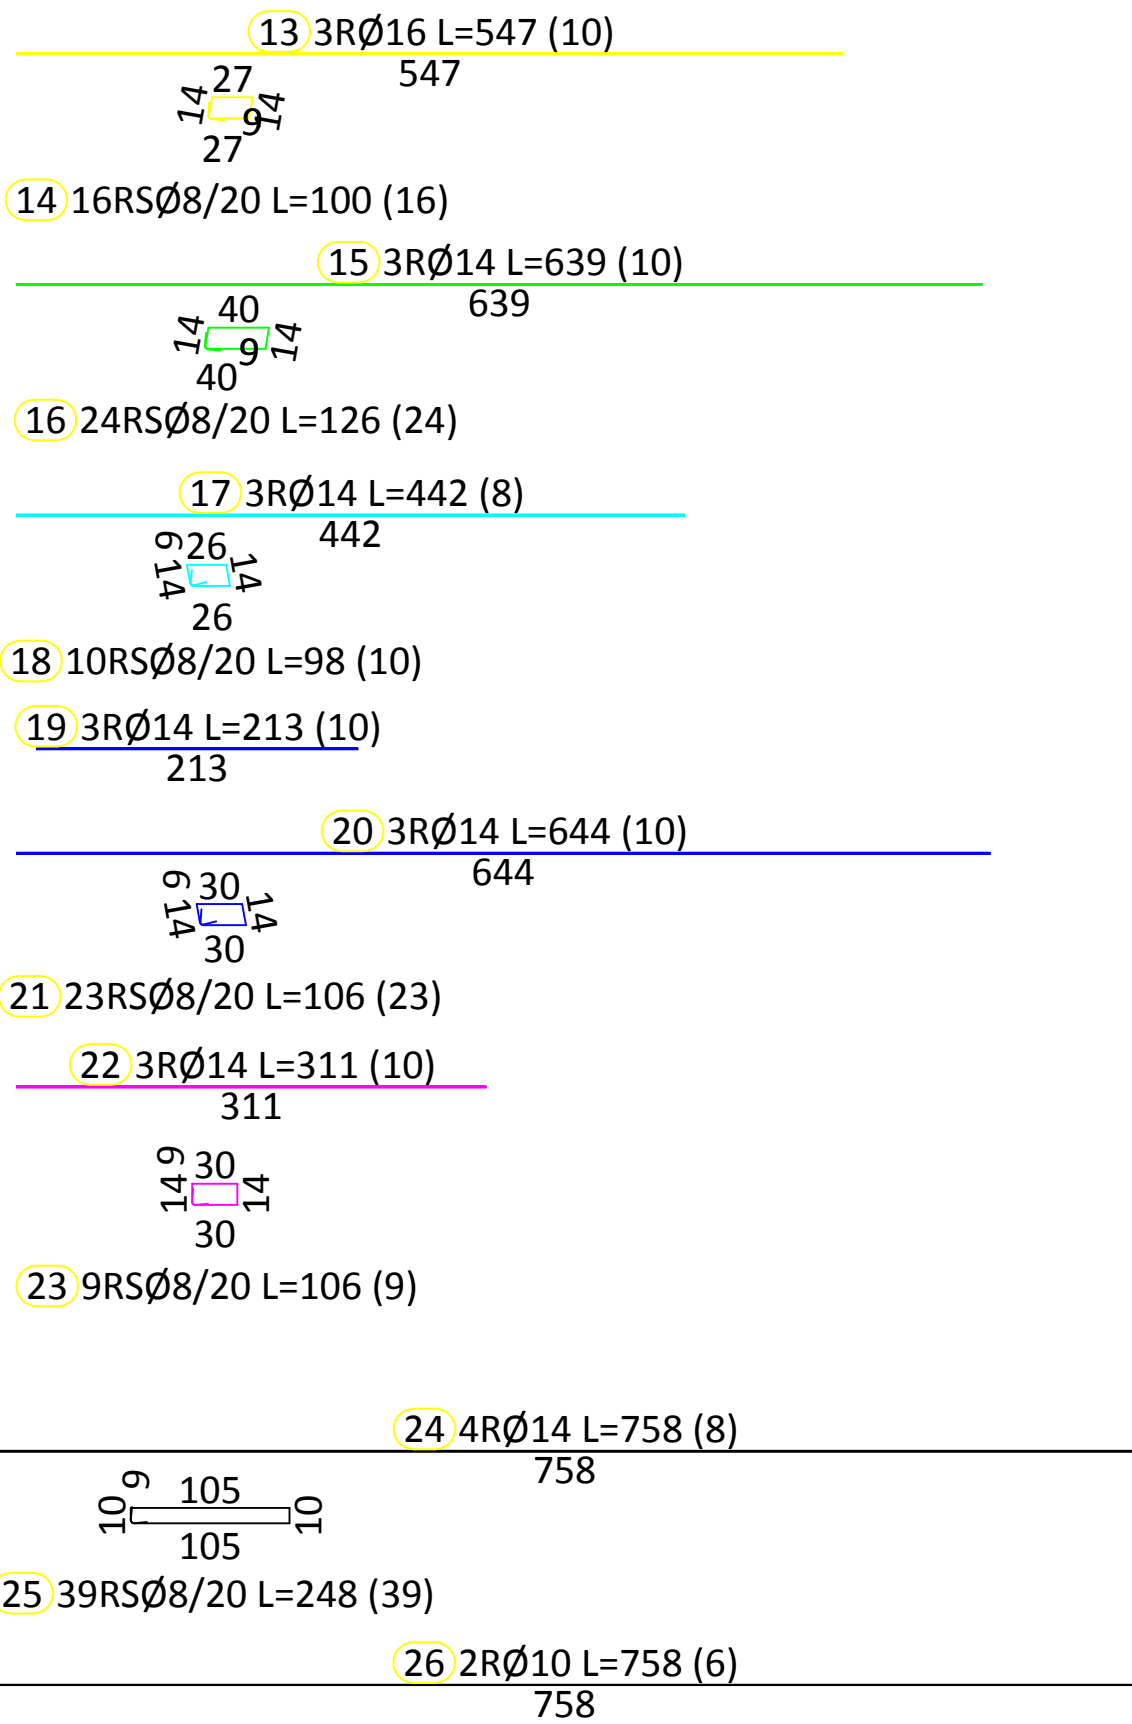 13 3RØ16 L=547 (10)
547
27
14
14
9
27
14 16RSØ8/20 L=100 (16)
15 3RØ14 L=639 (10)
639
40
14
14
9
40
16 24RSØ8/20 L=126 (24)
17 3RØ14 L=442 (8)
442
9 26
14
14
26
18 10RSØ8/20 L=98 (10)
19 3RØ14 L=213 (10)
213
20 3RØ14 L=644 (10)
644
9 30
14
14
30
21 23RSØ8/20 L=106 (23)
22 3RØ14 L=311 (10)
311
9 30
14
14
30
23 9RSØ8/20 L=106 (9)
24 4RØ14 L=758 (8)
758
9 105
10
10
105
25 39RSØ8/20 L=248 (39)
26 2RØ10 L=758 (6)
758